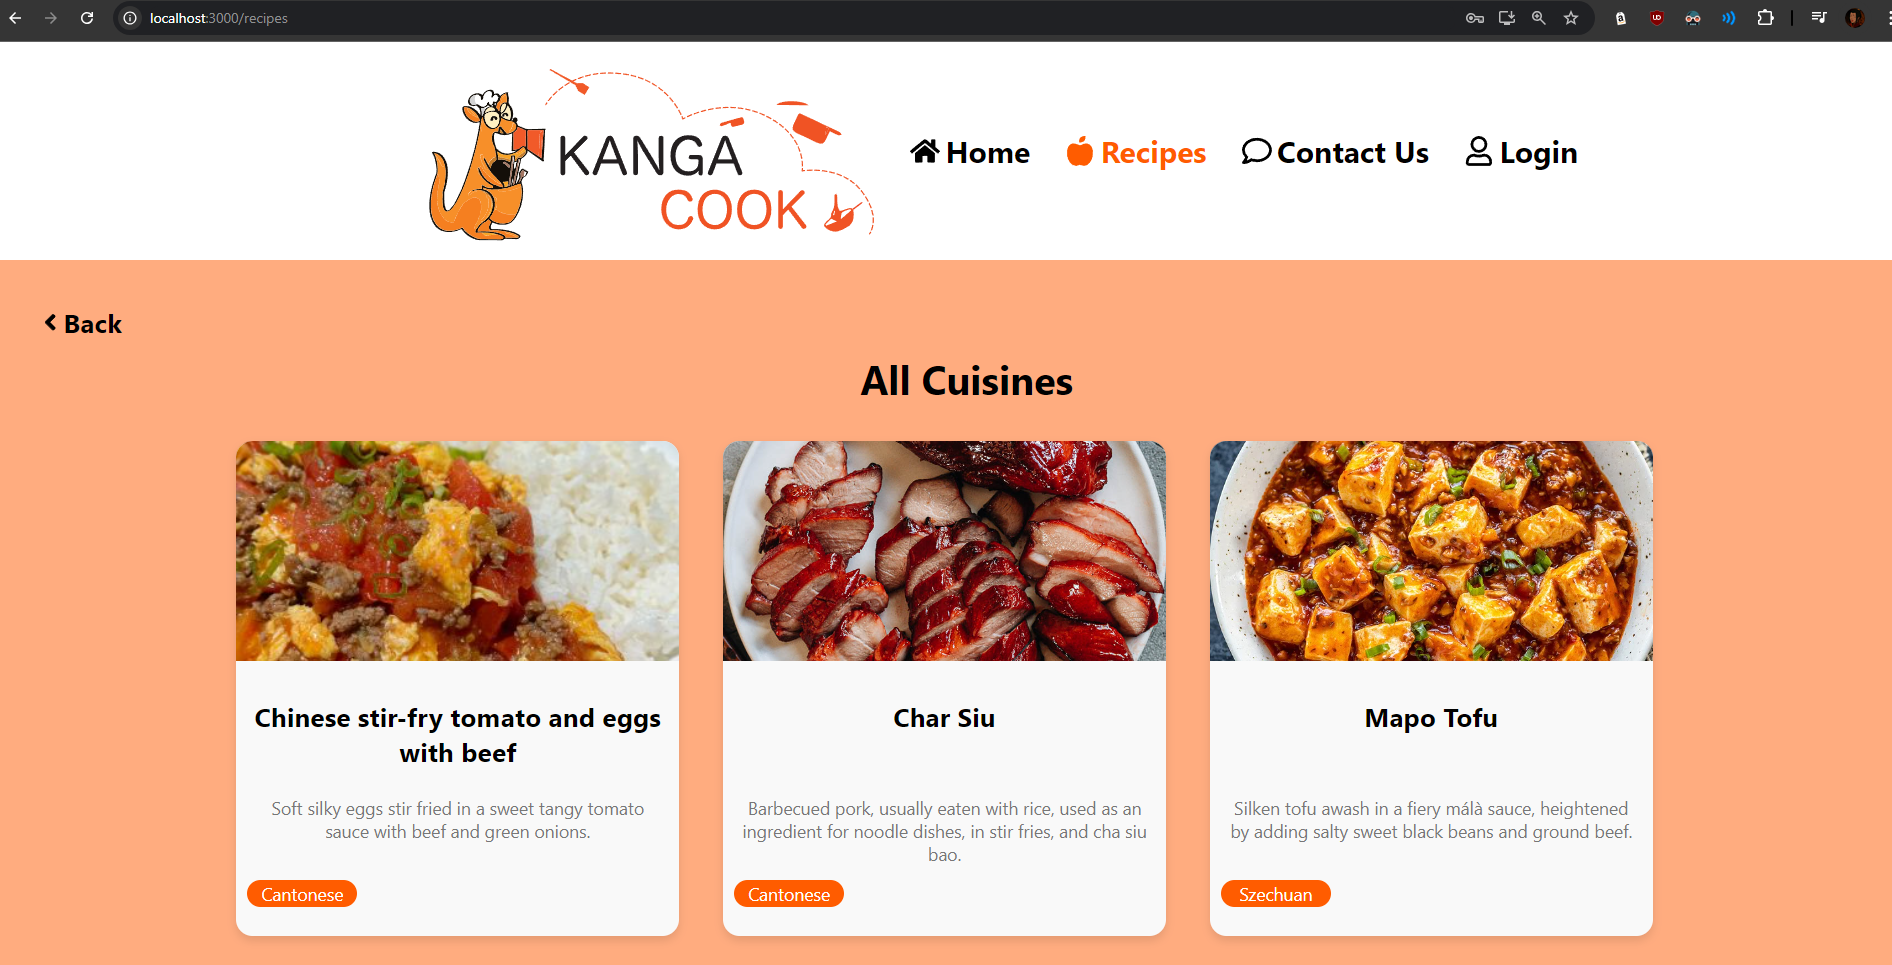 localhost:3000/recipes
KANGA
COOK
Home
Recipes
Contact Us
Login
Back
All Cuisines
Chinese stir-fry tomato and eggs
with beef
Soft silky eggs stir fried in a sweet tangy tomato
sauce with beef and green onions.
Cantonese
Char Siu
Barbecued pork, usually eaten with rice, used as an
ingredient for noodle dishes, in stir fries, and cha siu
bao.
Cantonese
Mapo Tofu
Silken tofu awash in a fiery málà sauce, heightened
by adding salty sweet black beans and ground beef.
Szechuan